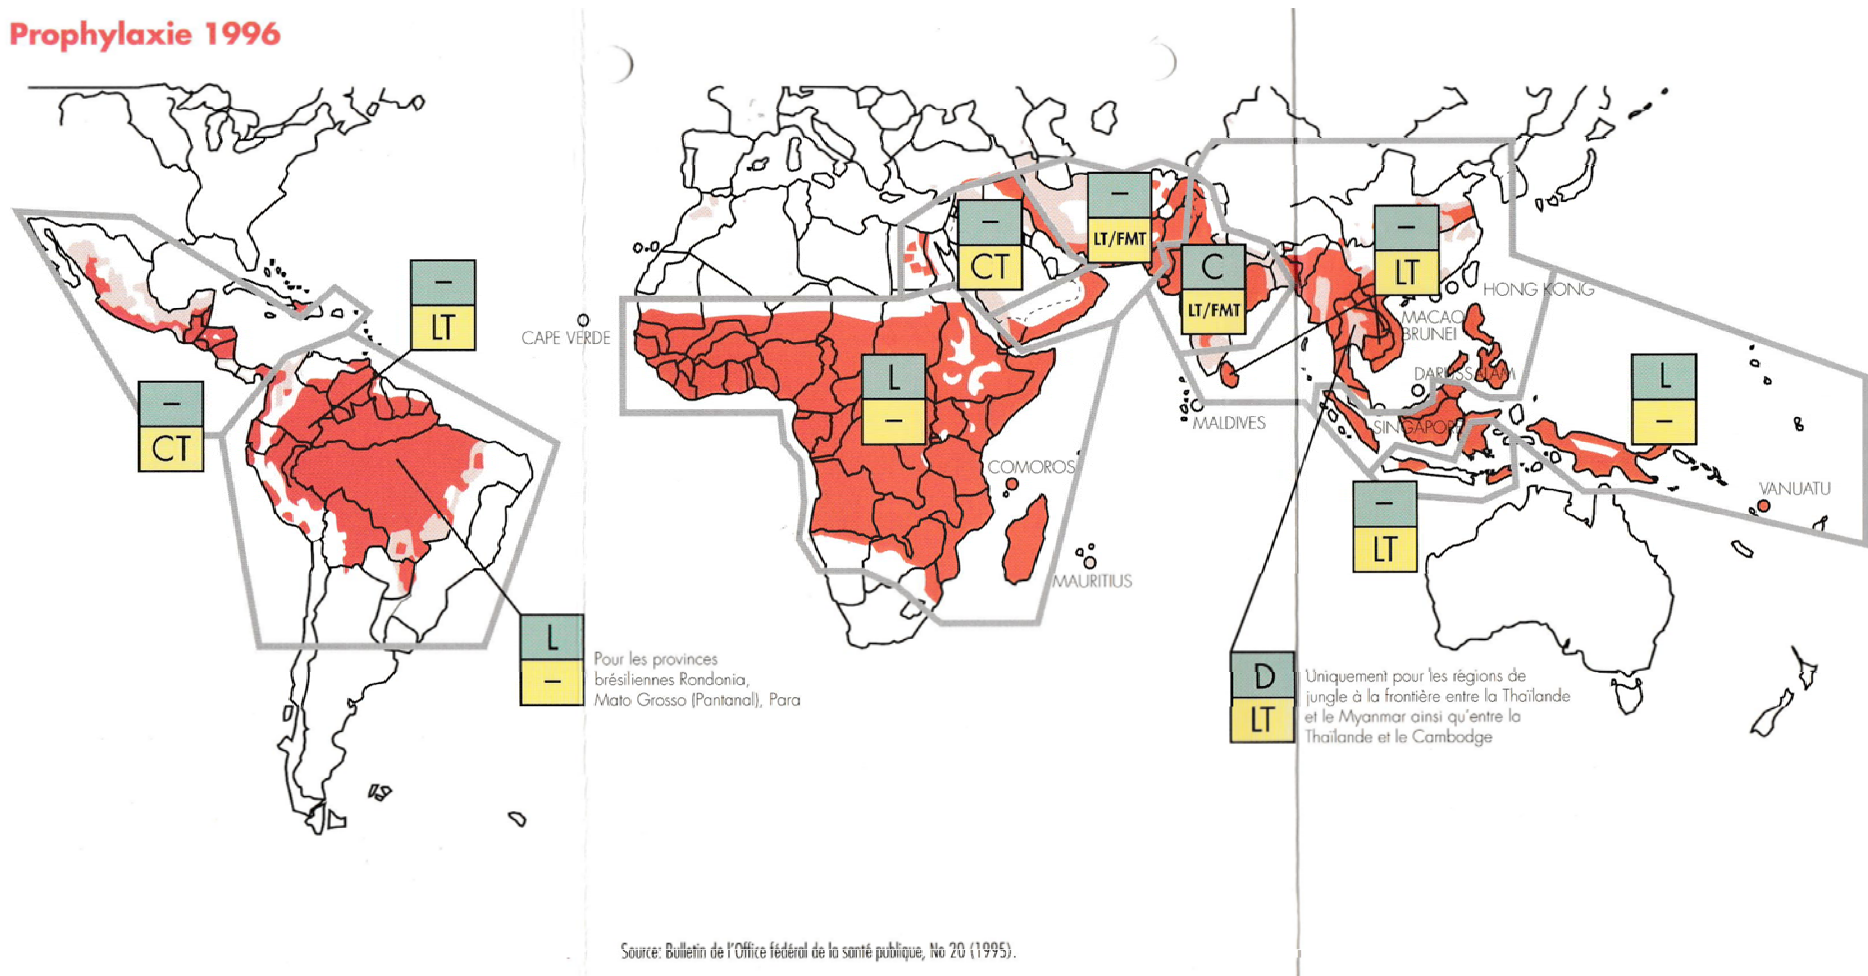 Prophylaxie 1996
–
LT
–
CT
L
–
Pour les provinces
brésiliennes Rondonia,
Mato Grosso (Pantanal), Para
CAPE VERDE
L
–
–
CT
–
LT/FMT
C
LT/FMT
–
LT
HONG KONG
MACAO
BRUNEI
DARUSSALAM
SINGAPORE
MALDIVES
COMOROS
MAURITIUS
L
–
VANUATU
–
LT
D
LT
Uniquement pour les régions de
jungle à la frontière entre la Thaïlande
et le Myanmar ainsi qu'entre la
Thaïlande et le Cambodge
Source: Bulletin de l'Office fédéral de la santé publique, No 20 (1995).